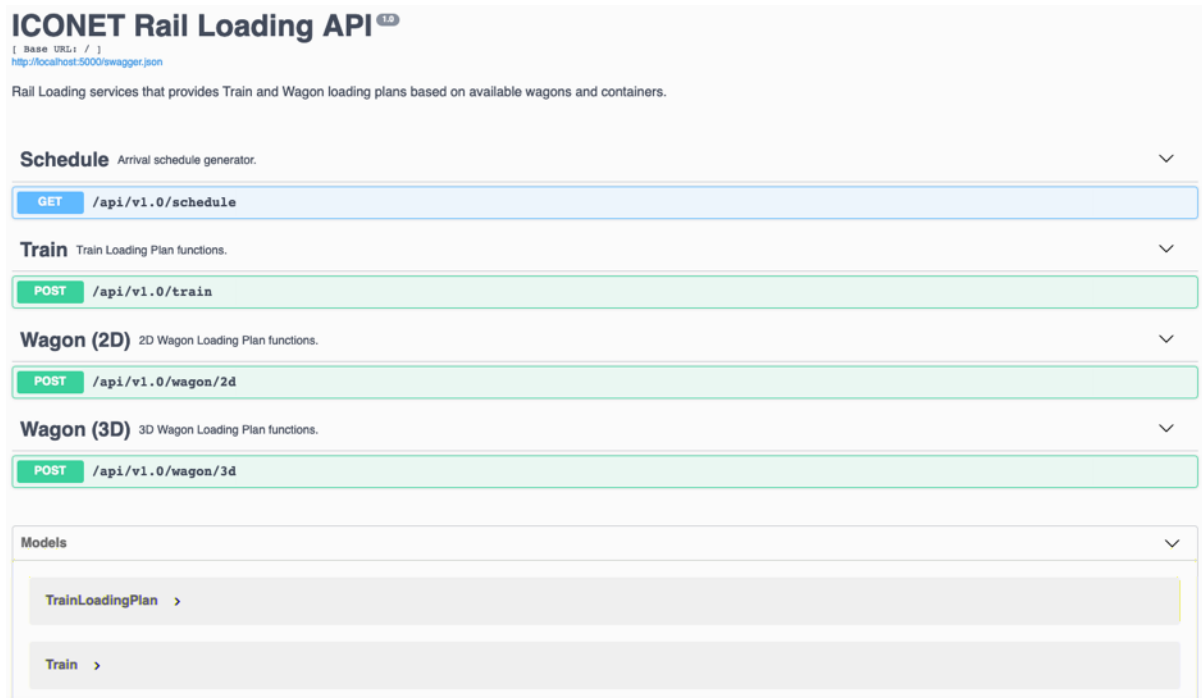 ICONET Rail Loading API 1.0
[ Base URL: / ]
http://localhost:5000/swagger.json
Rail Loading services that provides Train and Wagon loading plans based on available wagons and containers.
Schedule Arrival schedule generator.
GET /api/v1.0/schedule
Train Train Loading Plan functions.
POST /api/v1.0/train
Wagon (2D) 2D Wagon Loading Plan functions.
POST /api/v1.0/wagon/2d
Wagon (3D) 3D Wagon Loading Plan functions.
POST /api/v1.0/wagon/3d
Models
TrainLoadingPlan
Train